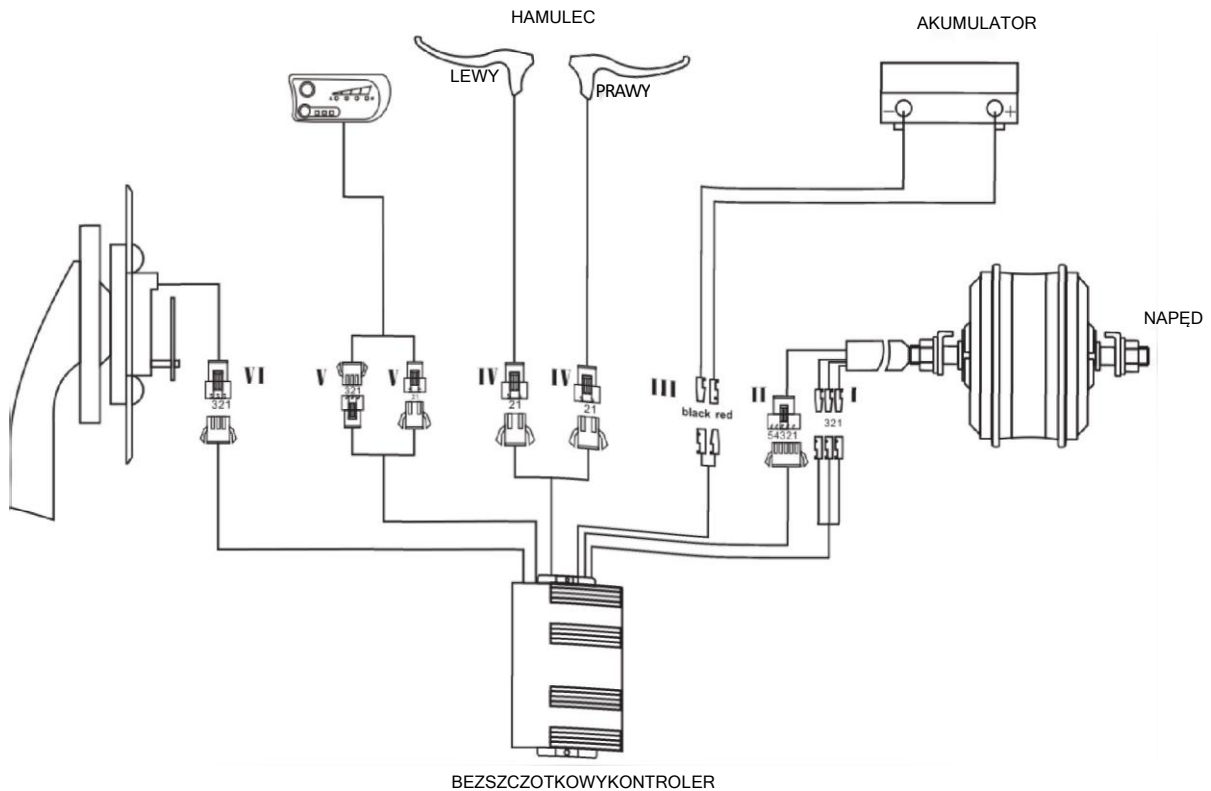 HAMULEC
AKUMULATOR
LEWY
PRAWY
NAPĘD
VI
V
V
IV
IV
III
II
I
321
321
21
21
21
black red
54321
321
BEZSZCZOTKOWYKONTROLER